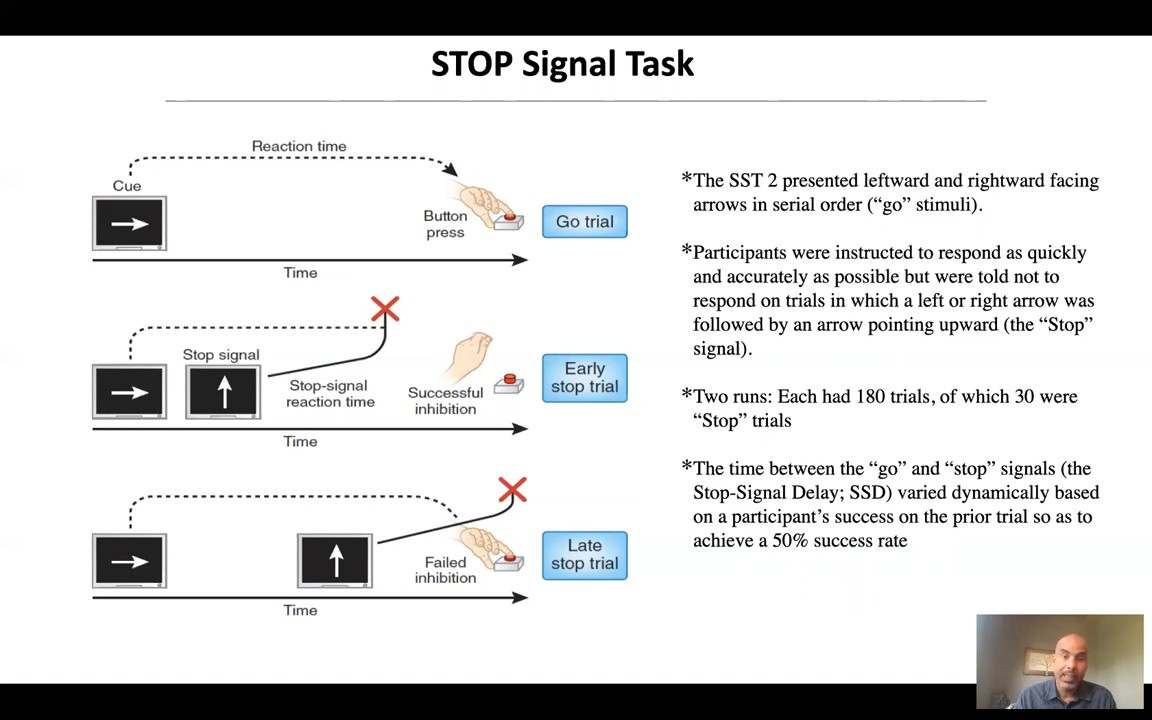 STOP Signal Task
Reaction time
Cue
Button
press
Go trial
Time
Stop signal
Stop-signal
reaction time
Successful
inhibition
Early
stop trial
Time
Failed
inhibition
Late
stop trial
Time
*The SST 2 presented leftward and rightward facing
arrows in serial order (“go” stimuli).
*Participants were instructed to respond as quickly
and accurately as possible but were told not to
respond on trials in which a left or right arrow was
followed by an arrow pointing upward (the “Stop”
signal).
*Two runs: Each had 180 trials, of which 30 were
“Stop” trials
*The time between the “go” and “stop” signals (the
Stop-Signal Delay; SSD) varied dynamically based
on a participant’s success on the prior trial so as to
achieve a 50% success rate